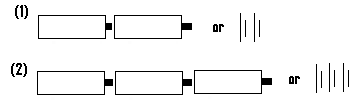 (1) or
(2) or